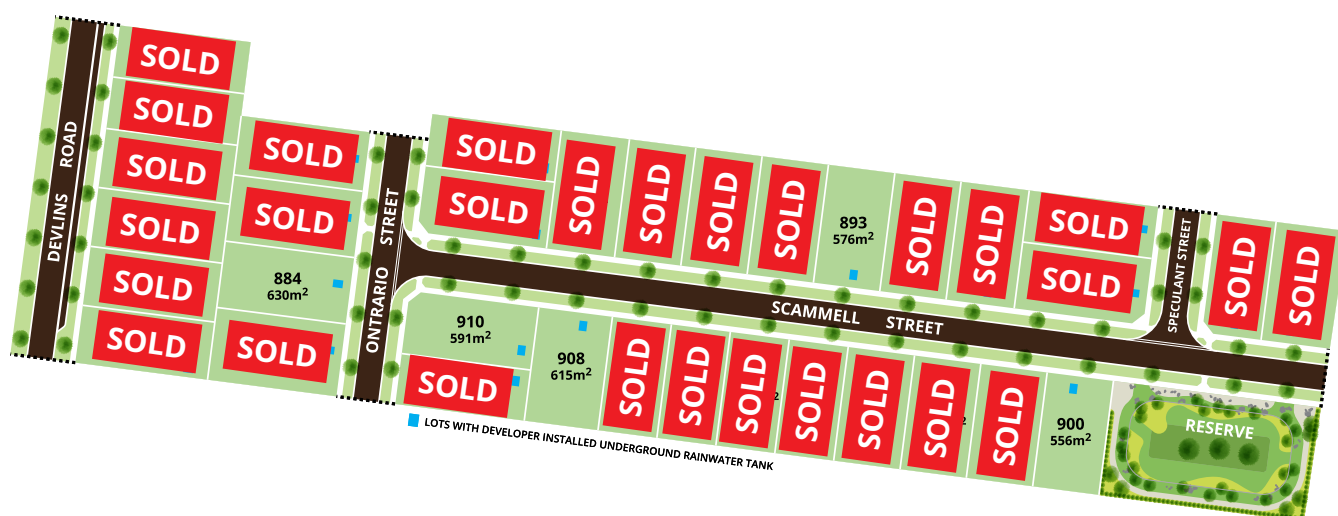 DEVLINS ROAD
SOLD
SOLD
SOLD
SOLD
SOLD
SOLD
SOLD
SOLD
884
630m²
SOLD
ONTRARIO STREET
SOLD
SOLD
SOLD
SOLD
SOLD
SOLD
893
576m²
SOLD
SOLD
SOLD
SOLD
SPECULANT STREET
SOLD
SOLD
SCAMMELL STREET
910
591m²
SOLD
908
615m²
SOLD
SOLD
SOLD
²
SOLD
SOLD
SOLD
²
SOLD
900
556m²
RESERVE
LOTS WITH DEVELOPER INSTALLED UNDERGROUND RAINWATER TANK